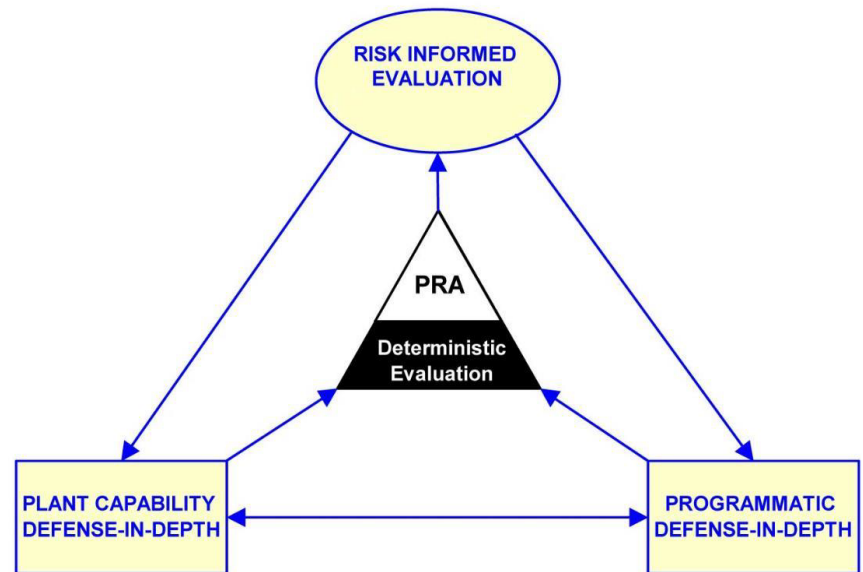 RISK INFORMED
EVALUATION
PRA
Deterministic
Evaluation
PLANT CAPABILITY
DEFENSE-IN-DEPTH
PROGRAMMATIC
DEFENSE-IN-DEPTH